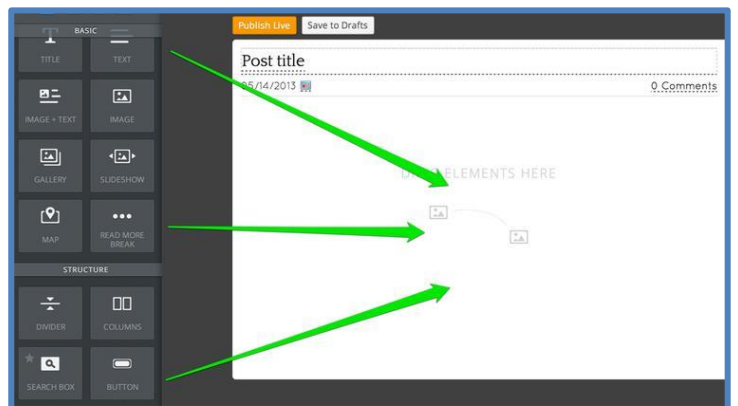 BASIC
TITLE TEXT
IMAGE + TEXT IMAGE
GALLERY SLIDESHOW
MAP READ MORE
BREAK
STRUCTURE
DIVIDER COLUMNS
SEARCH BOX BUTTON
Publish Live Save to Drafts
Post title
05/14/2013 0 Comments
ELEMENTS HERE